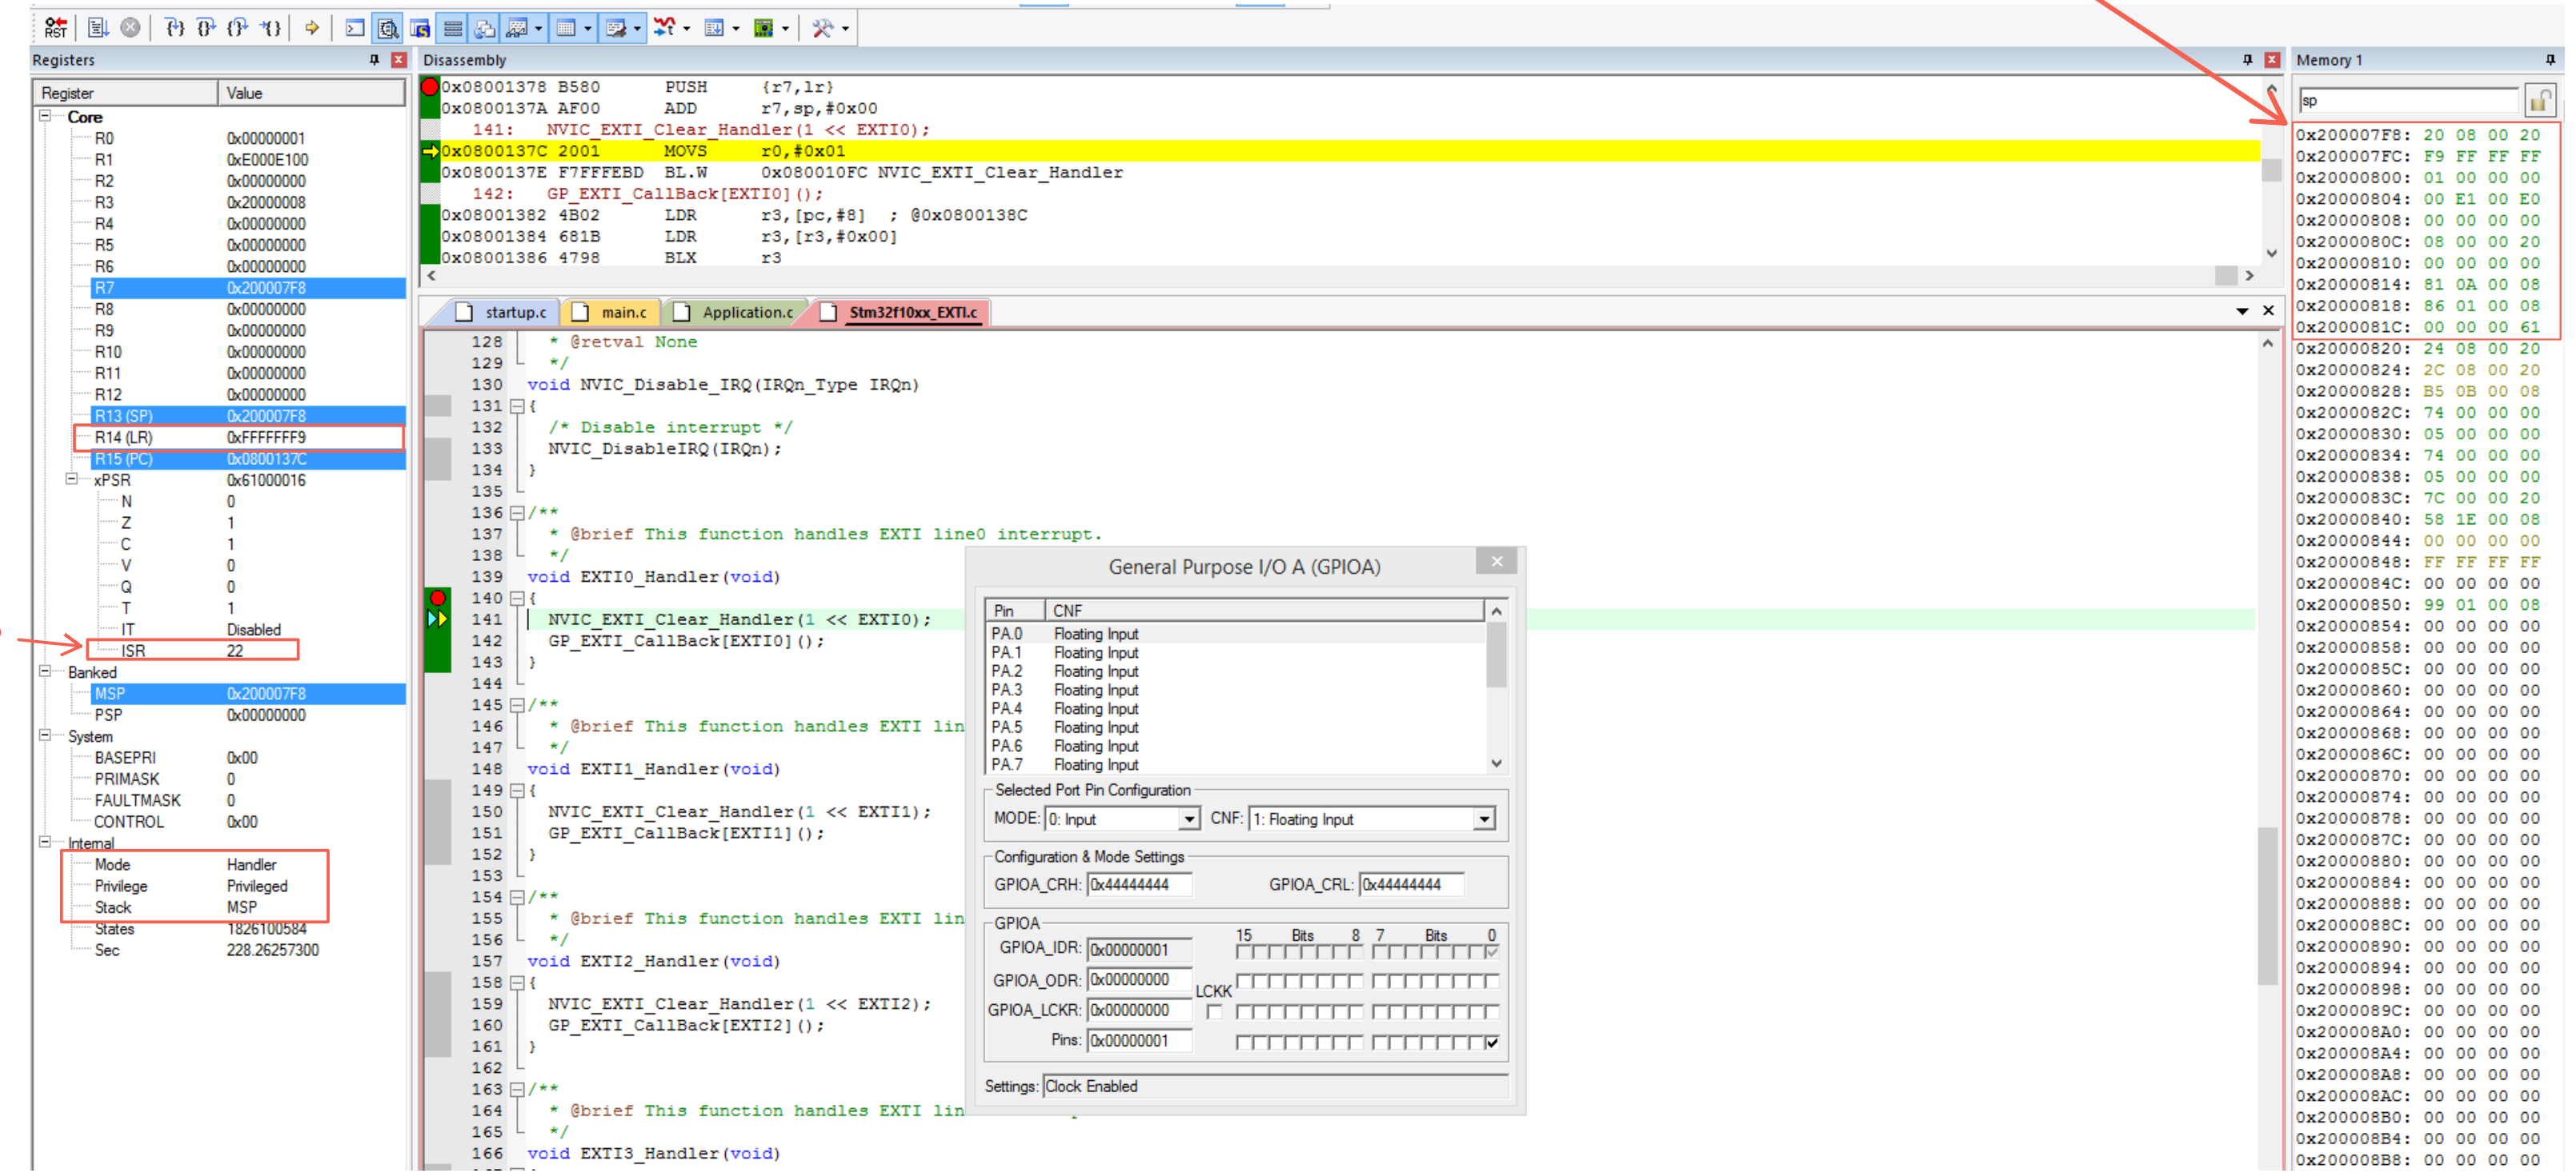 RST
Registers
Register Value
Core
R0 0x00000001
R1 0xE000E100
R2 0x00000000
R3 0x20000008
R4 0x00000000
R5 0x00000000
R6 0x00000000
R7 0x200007F8
R8 0x00000000
R9 0x00000000
R10 0x00000000
R11 0x00000000
R12 0x00000000
R13 (SP) 0x200007F8
R14 (LR) 0xFFFFFFF9
R15 (PC) 0x0800137C
xPSR 0x61000016
N 0
Z 1
C 1
V 0
Q 0
T 1
IT Disabled
ISR 22
Banked
MSP 0x200007F8
PSP 0x00000000
System
BASEPRI 0x00
PRIMASK 0
FAULTMASK 0
CONTROL 0x00
Internal
Mode Handler
Privilege Privileged
Stack MSP
States 1826100584
Sec 228.26257300
Disassembly
0x08001378 B580 PUSH {r7,lr}
0x0800137A AF00 ADD r7,sp,#0x00
141: NVIC_EXTI_Clear_Handler(1 << EXTI0);
0x0800137C 2001 MOVS r0,#0x01
0x0800137E F7FFFEBD BL.W 0x080010FC NVIC_EXTI_Clear_Handler
142: GP_EXTI_CallBack[EXTI0]();
0x08001382 4B02 LDR r3,[pc,#8] ; @0x0800138C
0x08001384 681B LDR r3,[r3,#0x00]
0x08001386 4798 BLX r3
startup.c main.c Application.c Stm32f10xx_EXTI.c
128 * @retval None
129 */
130 void NVIC_Disable_IRQ(IRQn_Type IRQn)
131 {
132 /* Disable interrupt */
133 NVIC_DisableIRQ(IRQn);
134 }
135
136 /**
137 * @brief This function handles EXTI line0 interrupt.
138 */
139 void EXTI0_Handler(void)
140 {
141 NVIC_EXTI_Clear_Handler(1 << EXTI0);
142 GP_EXTI_CallBack[EXTI0]();
143 }
144
145 /**
146 * @brief This function handles EXTI lin
147 */
148 void EXTI1_Handler(void)
149 {
150 NVIC_EXTI_Clear_Handler(1 << EXTI1);
151 GP_EXTI_CallBack[EXTI1]();
152 }
153
154 /**
155 * @brief This function handles EXTI lin
156 */
157 void EXTI2_Handler(void)
158 {
159 NVIC_EXTI_Clear_Handler(1 << EXTI2);
160 GP_EXTI_CallBack[EXTI2]();
161 }
162
163 /**
164 * @brief This function handles EXTI lin
165 */
166 void EXTI3_Handler(void)
General Purpose I/O A (GPIOA)
Pin CNF
PA.0 Floating Input
PA.1 Floating Input
PA.2 Floating Input
PA.3 Floating Input
PA.4 Floating Input
PA.5 Floating Input
PA.6 Floating Input
PA.7 Floating Input
Selected Port Pin Configuration
MODE: 0: Input CNF: 1: Floating Input
Configuration & Mode Settings
GPIOA_CRH: 0x44444444 GPIOA_CRL: 0x44444444
GPIOA
15 Bits 8 7 Bits 0
GPIOA_IDR: 0x00000001
GPIOA_ODR: 0x00000000
LCKK
GPIOA_LCKR: 0x00000000
Pins: 0x00000001
Settings: Clock Enabled
Memory 1
sp
0x200007F8: 20 08 00 20
0x200007FC: F9 FF FF FF
0x20000800: 01 00 00 00
0x20000804: 00 E1 00 E0
0x20000808: 00 00 00 00
0x2000080C: 08 00 00 20
0x20000810: 00 00 00 00
0x20000814: 81 0A 00 08
0x20000818: 86 01 00 08
0x2000081C: 00 00 00 61
0x20000820: 24 08 00 20
0x20000824: 2C 08 00 20
0x20000828: B5 0B 00 08
0x2000082C: 74 00 00 00
0x20000830: 05 00 00 00
0x20000834: 74 00 00 00
0x20000838: 05 00 00 00
0x2000083C: 7C 00 00 20
0x20000840: 58 1E 00 08
0x20000844: 00 00 00 00
0x20000848: FF FF FF FF
0x2000084C: 00 00 00 00
0x20000850: 99 01 00 08
0x20000854: 00 00 00 00
0x20000858: 00 00 00 00
0x2000085C: 00 00 00 00
0x20000860: 00 00 00 00
0x20000864: 00 00 00 00
0x20000868: 00 00 00 00
0x2000086C: 00 00 00 00
0x20000870: 00 00 00 00
0x20000874: 00 00 00 00
0x20000878: 00 00 00 00
0x2000087C: 00 00 00 00
0x20000880: 00 00 00 00
0x20000884: 00 00 00 00
0x20000888: 00 00 00 00
0x2000088C: 00 00 00 00
0x20000890: 00 00 00 00
0x20000894: 00 00 00 00
0x20000898: 00 00 00 00
0x2000089C: 00 00 00 00
0x200008A0: 00 00 00 00
0x200008A4: 00 00 00 00
0x200008A8: 00 00 00 00
0x200008AC: 00 00 00 00
0x200008B0: 00 00 00 00
0x200008B4: 00 00 00 00
0x200008B8: 00 00 00 00